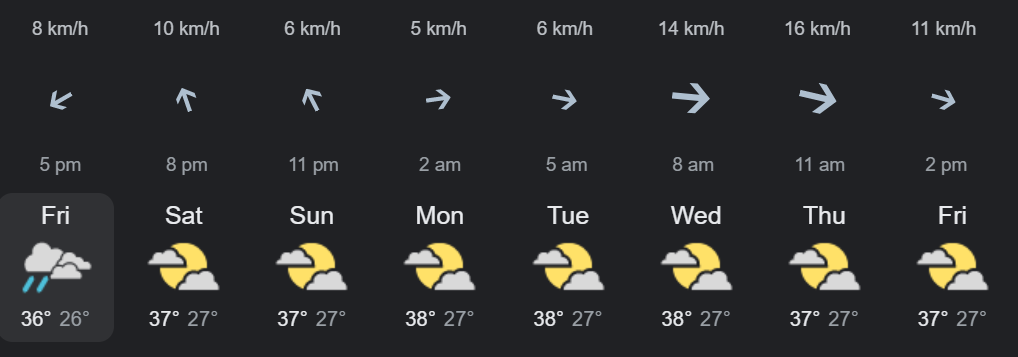 8 km/h 10 km/h 6 km/h 5 km/h 6 km/h 14 km/h 16 km/h 11 km/h
5 pm 8 pm 11 pm 2 am 5 am 8 am 11 am 2 pm
Fri Sat Sun Mon Tue Wed Thu Fri
36° 26° 37° 27° 37° 27° 38° 27° 38° 27° 38° 27° 37° 27° 37° 27°